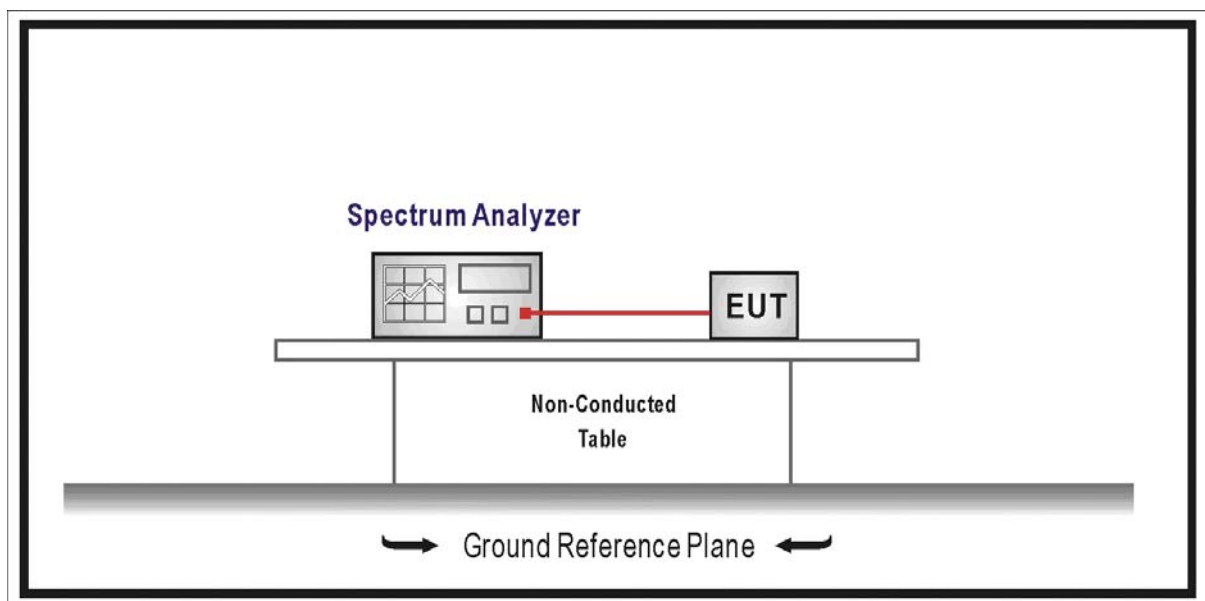 Spectrum Analyzer
EUT
Non-Conducted
Table
Ground Reference Plane